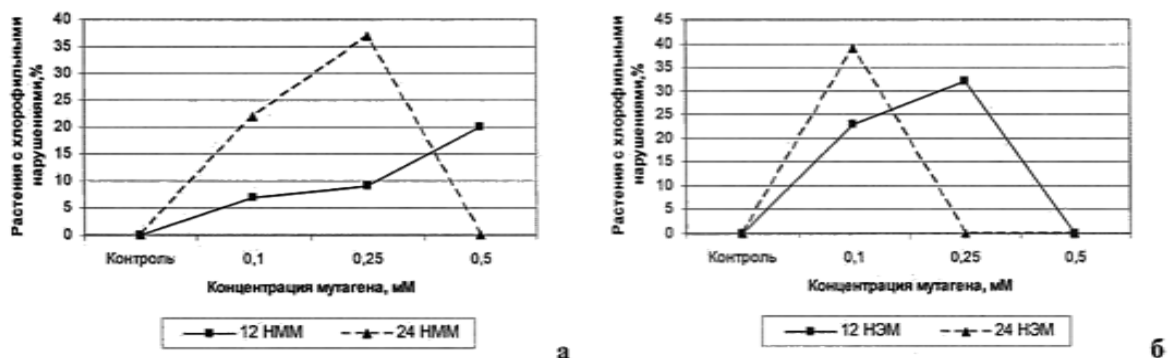 Растения с хлорофильными
нарушениями,%
40
35
30
25
20
15
10
5
0
Контроль 0,1 0,25 0,5
Концентрация мутагена, мМ
12 НММ 24 НММ
а
Растения с хлорофильными
нарушениями,%
45
40
35
30
25
20
15
10
5
0
Контроль 0,1 0,25 0,5
Концентрация мутагена, мМ
12 НЭМ 24 НЭМ
б